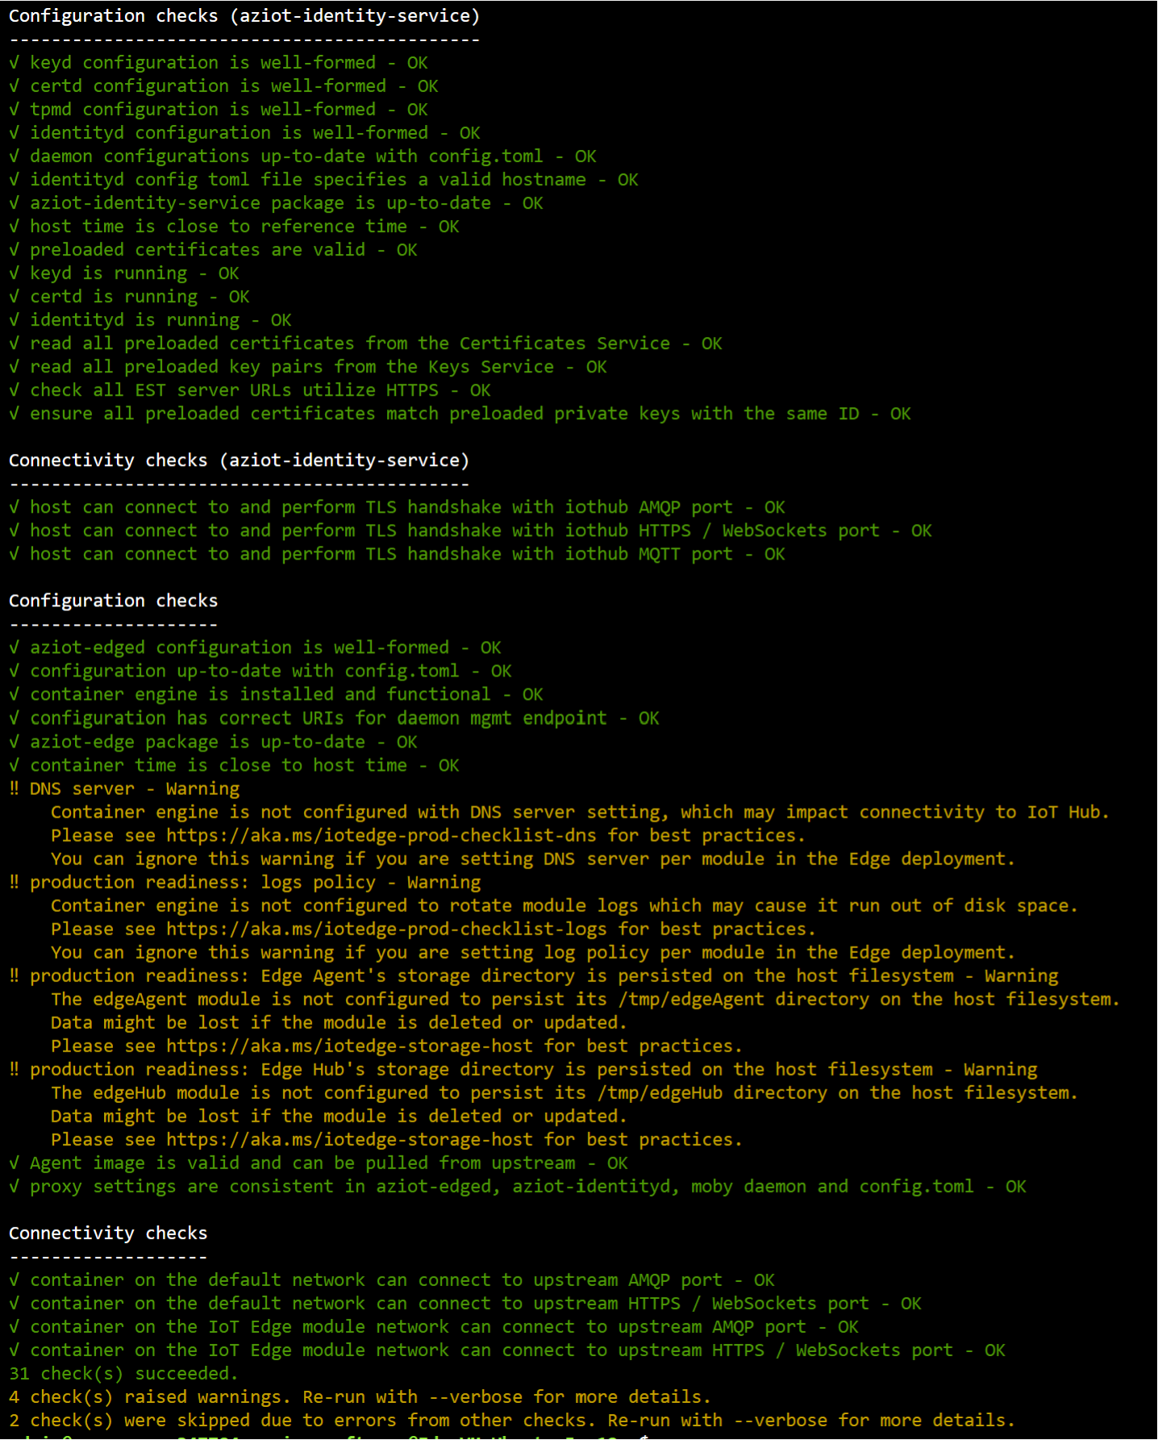 Configuration checks (aziot-identity-service)
---------------------------------------------
√ keyd configuration is well-formed - OK
√ certd configuration is well-formed - OK
√ tpmd configuration is well-formed - OK
√ identityd configuration is well-formed - OK
√ daemon configurations up-to-date with config.toml - OK
√ identityd config toml file specifies a valid hostname - OK
√ aziot-identity-service package is up-to-date - OK
√ host time is close to reference time - OK
√ preloaded certificates are valid - OK
√ keyd is running - OK
√ certd is running - OK
√ identityd is running - OK
√ read all preloaded certificates from the Certificates Service - OK
√ read all preloaded key pairs from the Keys Service - OK
√ check all EST server URLs utilize HTTPS - OK
√ ensure all preloaded certificates match preloaded private keys with the same ID - OK
Connectivity checks (aziot-identity-service)
--------------------------------------------
√ host can connect to and perform TLS handshake with iothub AMQP port - OK
√ host can connect to and perform TLS handshake with iothub HTTPS / WebSockets port - OK
√ host can connect to and perform TLS handshake with iothub MQTT port - OK
Configuration checks
--------------------
√ aziot-edged configuration is well-formed - OK
√ configuration up-to-date with config.toml - OK
√ container engine is installed and functional - OK
√ configuration has correct URIs for daemon mgmt endpoint - OK
√ aziot-edge package is up-to-date - OK
√ container time is close to host time - OK
‼ DNS server - Warning
Container engine is not configured with DNS server setting, which may impact connectivity to IoT Hub.
Please see https://aka.ms/iotedge-prod-checklist-dns for best practices.
You can ignore this warning if you are setting DNS server per module in the Edge deployment.
‼ production readiness: logs policy - Warning
Container engine is not configured to rotate module logs which may cause it run out of disk space.
Please see https://aka.ms/iotedge-prod-checklist-logs for best practices.
You can ignore this warning if you are setting log policy per module in the Edge deployment.
‼ production readiness: Edge Agent's storage directory is persisted on the host filesystem - Warning
The edgeAgent module is not configured to persist its /tmp/edgeAgent directory on the host filesystem.
Data might be lost if the module is deleted or updated.
Please see https://aka.ms/iotedge-storage-host for best practices.
‼ production readiness: Edge Hub's storage directory is persisted on the host filesystem - Warning
The edgeHub module is not configured to persist its /tmp/edgeHub directory on the host filesystem.
Data might be lost if the module is deleted or updated.
Please see https://aka.ms/iotedge-storage-host for best practices.
√ Agent image is valid and can be pulled from upstream - OK
√ proxy settings are consistent in aziot-edged, aziot-identityd, moby daemon and config.toml - OK
Connectivity checks
-------------------
√ container on the default network can connect to upstream AMQP port - OK
√ container on the default network can connect to upstream HTTPS / WebSockets port - OK
√ container on the IoT Edge module network can connect to upstream AMQP port - OK
√ container on the IoT Edge module network can connect to upstream HTTPS / WebSockets port - OK
31 check(s) succeeded.
4 check(s) raised warnings. Re-run with --verbose for more details.
2 check(s) were skipped due to errors from other checks. Re-run with --verbose for more details.